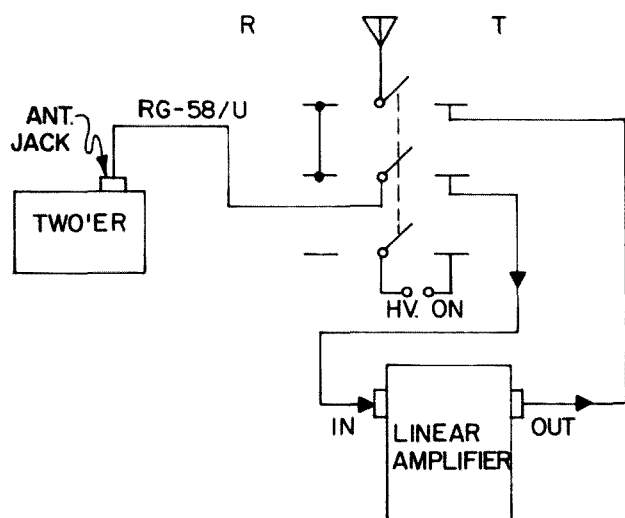 R
T
ANT.
JACK
RG-58/U
TWO'ER
HV. ON
IN
OUT
LINEAR
AMPLIFIER